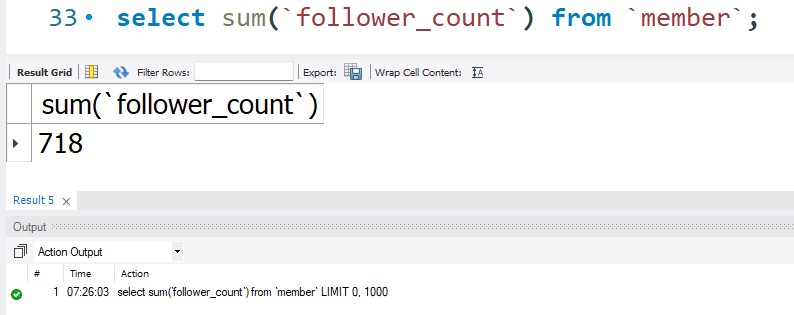 33 select sum(`follower_count`) from `member`;
Result Grid Filter Rows: Export: Wrap Cell Content: IA
sum(`follower_count`)
718
Result 5 ×
Output
Action Output
# Time Action
1 07:26:03 select sum(`follower_count`) from `member` LIMIT 0, 1000